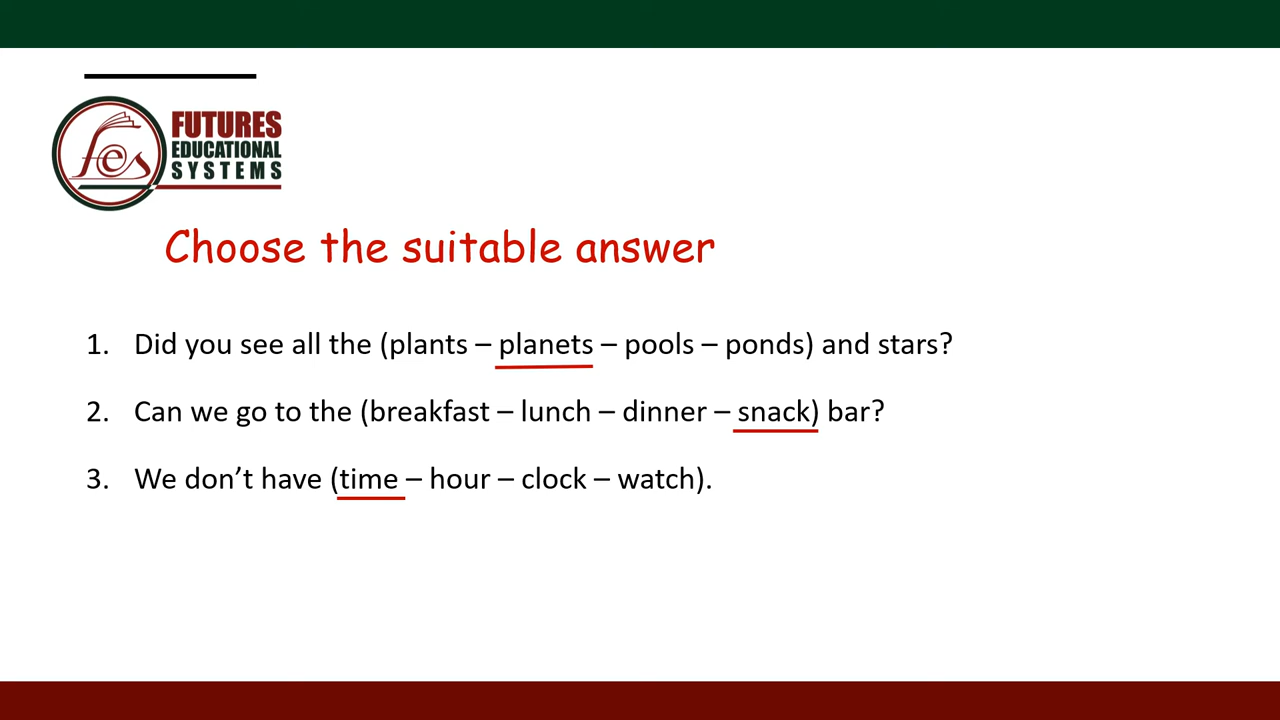 fes
FUTURES
EDUCATIONAL
SYSTEMS
Choose the suitable answer
1. Did you see all the (plants – planets – pools – ponds) and stars?
2. Can we go to the (breakfast – lunch – dinner – snack) bar?
3. We don’t have (time – hour – clock – watch).